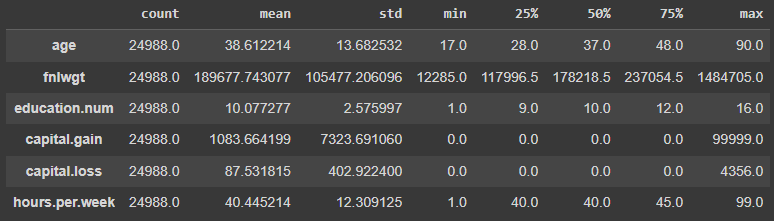 count mean std min 25% 50% 75% max
age 24988.0 38.612214 13.682532 17.0 28.0 37.0 48.0 90.0
fnlwgt 24988.0 189677.743077 105477.206096 12285.0 117996.5 178218.5 237054.5 1484705.0
education.num 24988.0 10.077277 2.575997 1.0 9.0 10.0 12.0 16.0
capital.gain 24988.0 1083.664199 7323.691060 0.0 0.0 0.0 0.0 99999.0
capital.loss 24988.0 87.531815 402.922400 0.0 0.0 0.0 0.0 4356.0
hours.per.week 24988.0 40.445214 12.309125 1.0 40.0 40.0 45.0 99.0